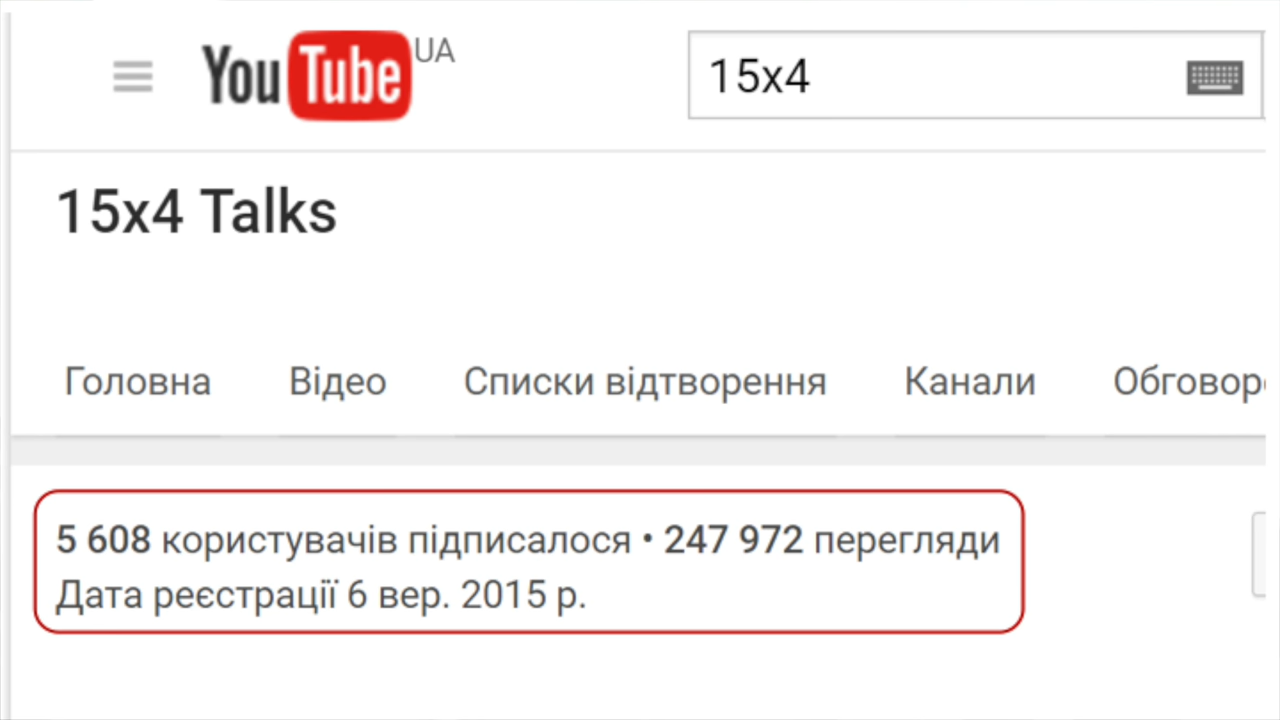 YouTube UA
15x4
15x4 Talks
Головна Відео Списки відтворення Канали
5 608 користувачів підписалося • 247 972 перегляди
Дата реєстрації 6 вер. 2015 р.